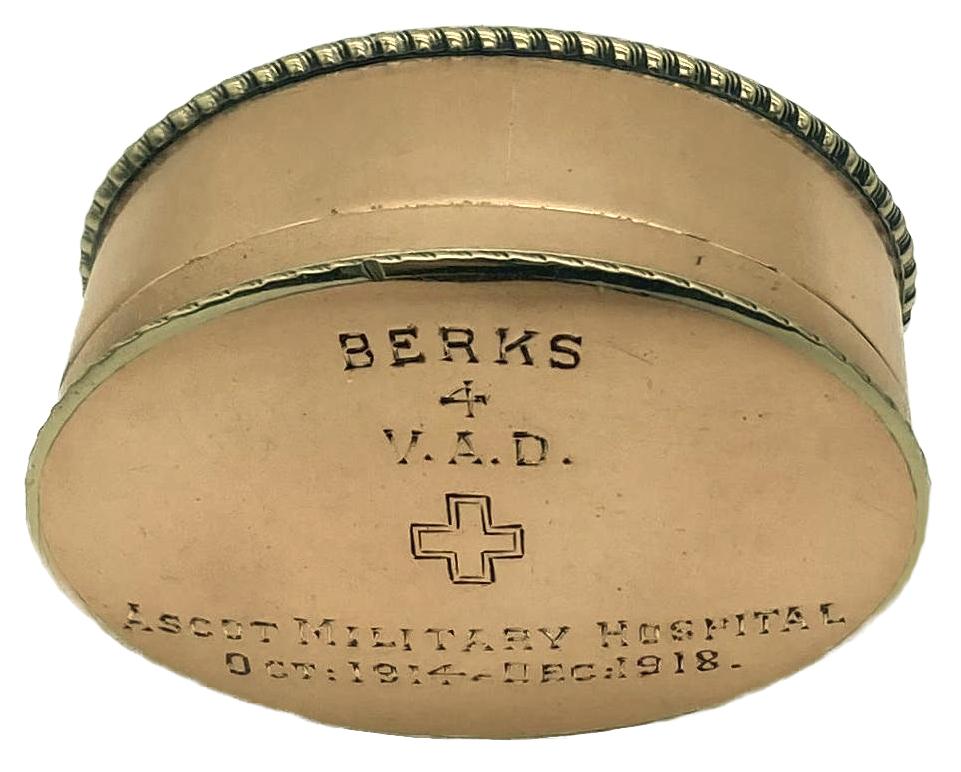 BERKS
4
V.A.D.
ASCOT MILITARY HOSPITAL
OCT: 1914-DEC: 1918.